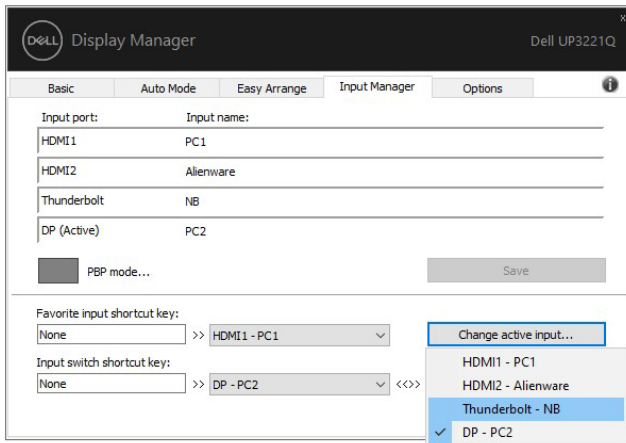 x
DELL Display Manager Dell UP3221Q
Basic Auto Mode Easy Arrange Input Manager Options i
Input port: Input name:
HDMI1 PC1
HDMI2 Alienware
Thunderbolt NB
DP (Active) PC2
PBP mode... Save
Favorite input shortcut key:
None >> HDMI1 - PC1 Change active input...
Input switch shortcut key:
None >> DP - PC2 <<>>
HDMI1 - PC1
HDMI2 - Alienware
Thunderbolt - NB
✓ DP - PC2